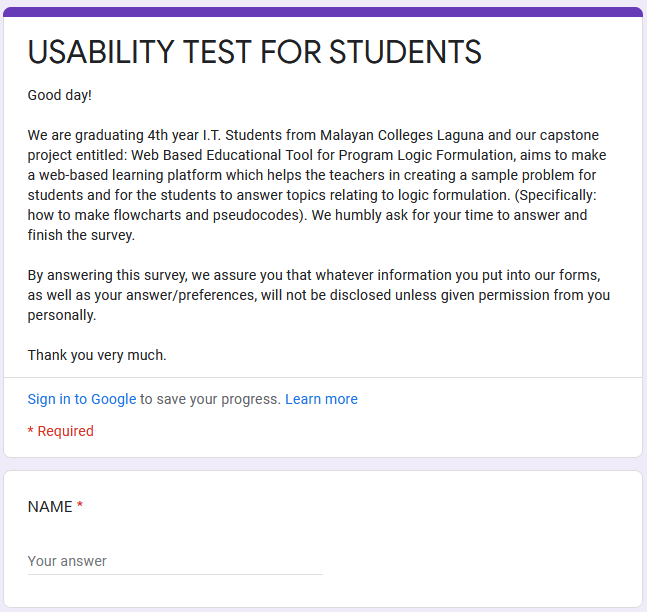 USABILITY TEST FOR STUDENTS
Good day!
We are graduating 4th year I.T. Students from Malayan Colleges Laguna and our capstone
project entitled: Web Based Educational Tool for Program Logic Formulation, aims to make
a web-based learning platform which helps the teachers in creating a sample problem for
students and for the students to answer topics relating to logic formulation. (Specifically:
how to make flowcharts and pseudocodes). We humbly ask for your time to answer and
finish the survey.
By answering this survey, we assure you that whatever information you put into our forms,
as well as your answer/preferences, will not be disclosed unless given permission from you
personally.
Thank you very much.
Sign in to Google to save your progress. Learn more
* Required
NAME *
Your answer